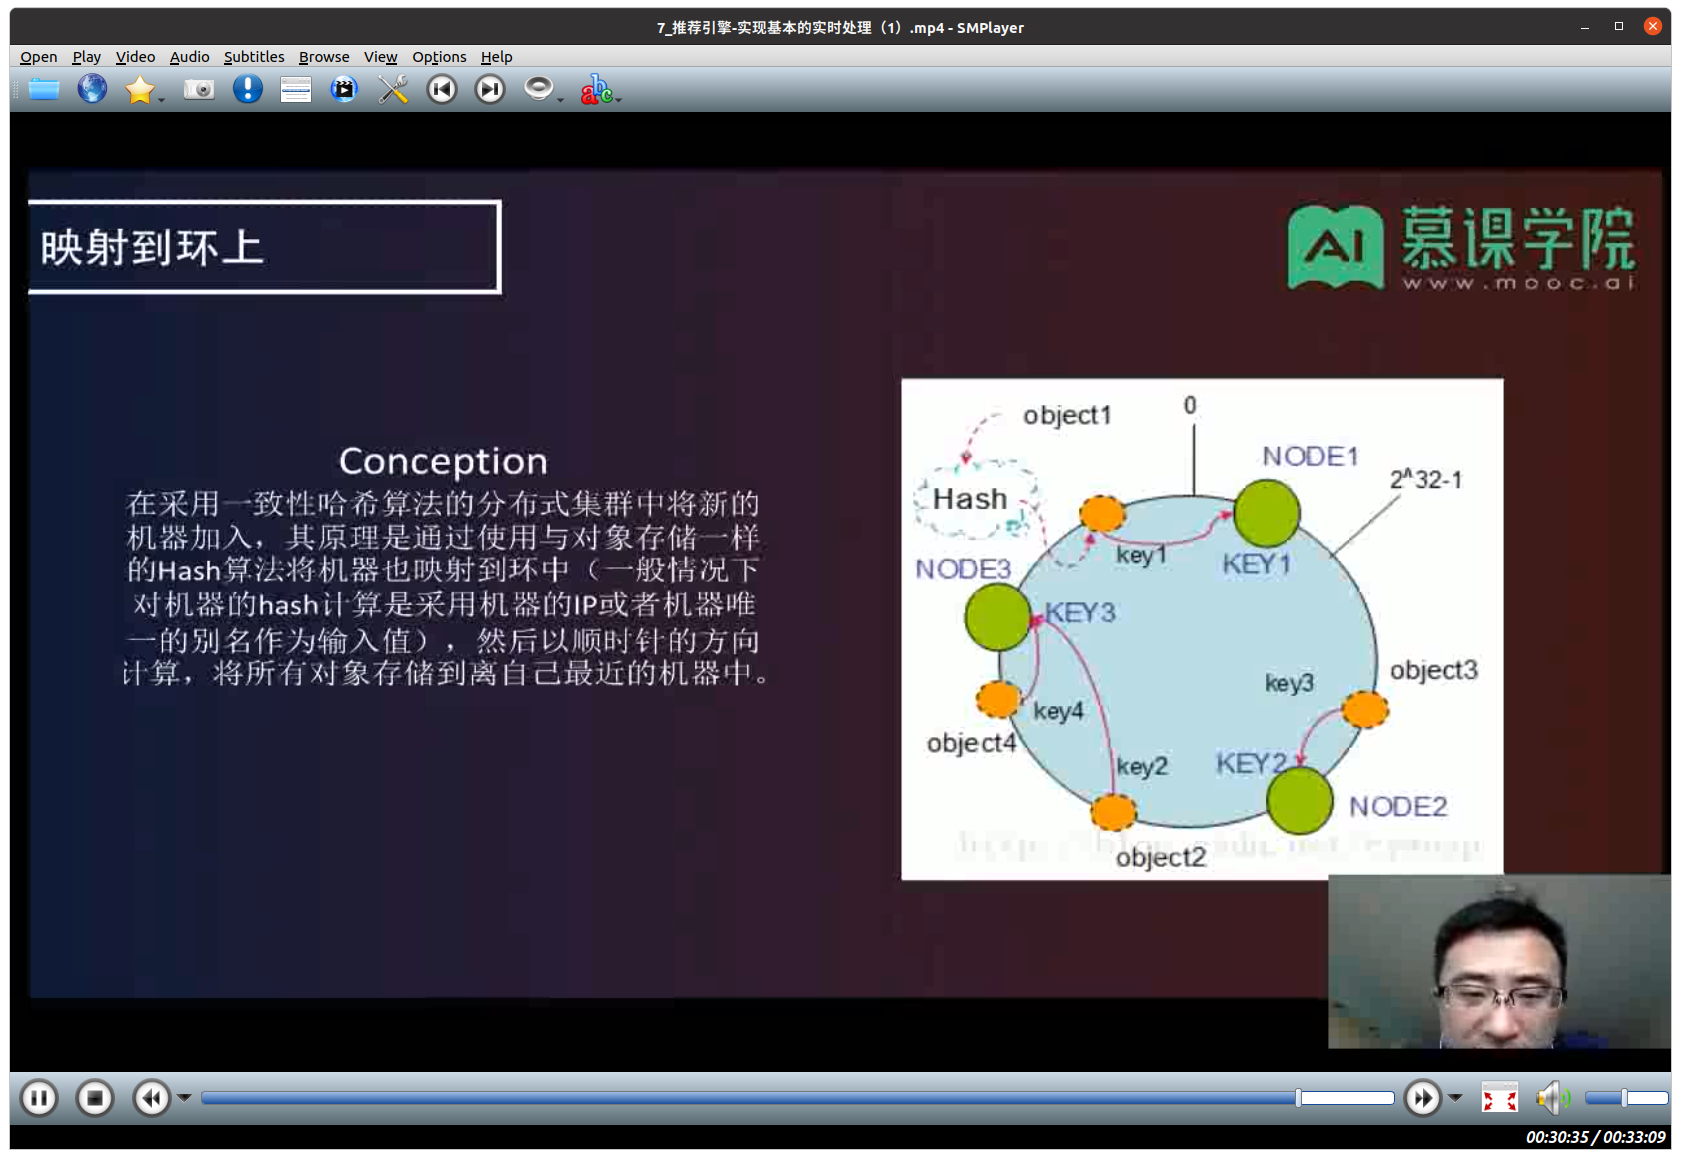 7_推荐引擎-实现基本的实时处理（1）.mp4 - SMPlayer
Open Play Video Audio Subtitles Browse View Options Help
abc
映射到环上
AI 慕课学院
www.mooc.ai
Conception
在采用一致性哈希算法的分布式集群中将新的
机器加入，其原理是通过使用与对象存储一样
的Hash算法将机器也映射到环中（一般情况下
对机器的hash计算是采用机器的IP或者机器唯
一的别名作为输入值），然后以顺时针的方向
计算，将所有对象存储到离自己最近的机器中。
object1
0
NODE1
2^32-1
Hash
key1
KEY1
NODE3
KEY3
object3
key3
key4
object4
key2
KEY2
NODE2
object2
00:30:35 / 00:33:09